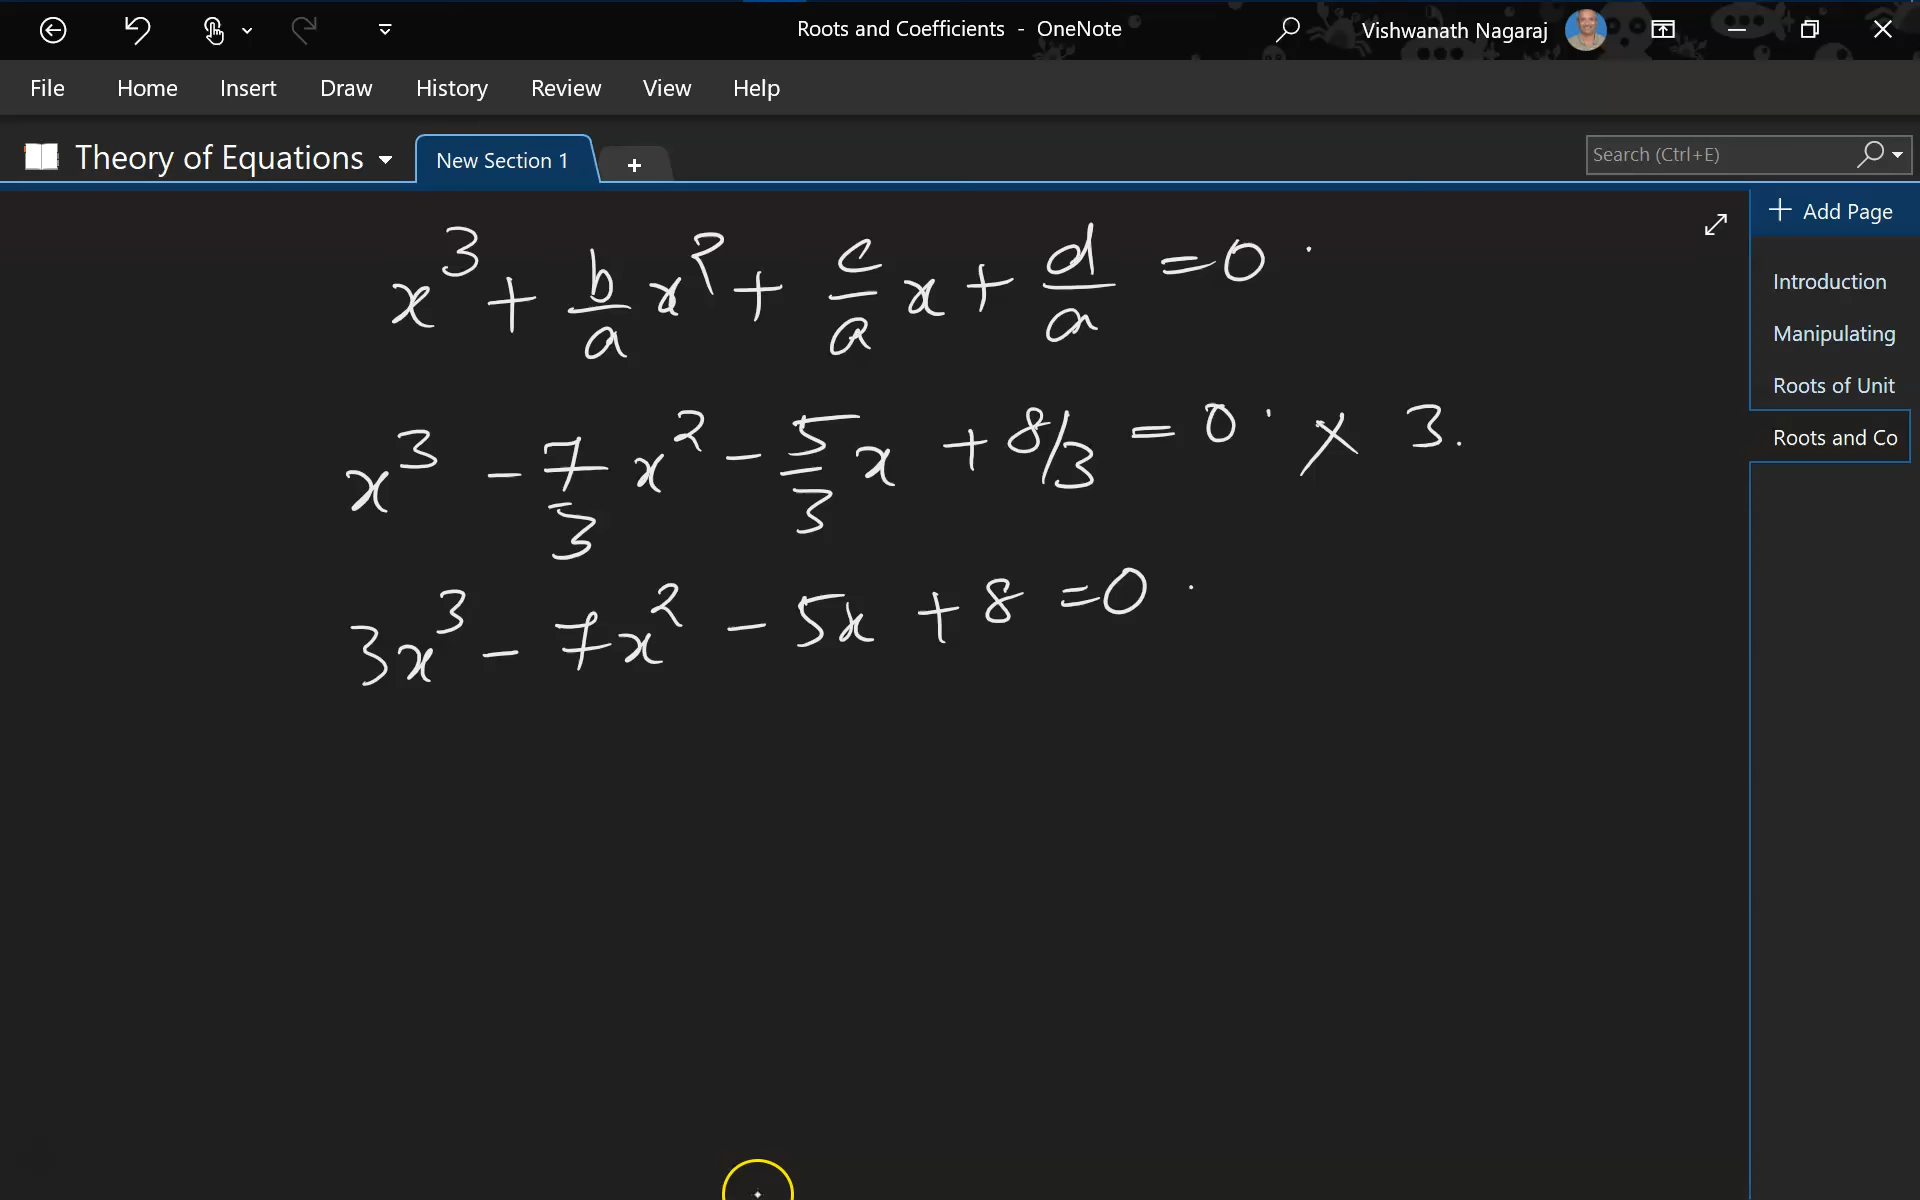 Roots and Coefficients - OneNote
Vishwanath Nagaraj
File Home Insert Draw History Review View Help
Theory of Equations New Section 1 +
Search (Ctrl+E)
+ Add Page
Introduction
Manipulating
Roots of Unit
Roots and Co
x³ + b/a x² + c/a x + d/a = 0 .
x³ - 7/3 x² - 5/3 x + 8/3 = 0 . × 3.
3x³ - 7x² - 5x + 8 = 0 .